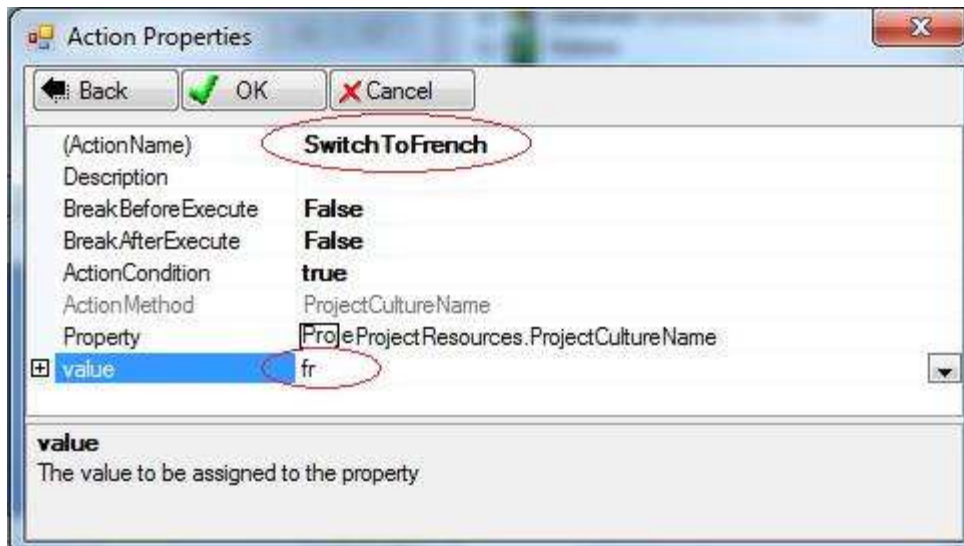 Action Properties
Back OK Cancel
(ActionName) SwitchToFrench
Description
BreakBeforeExecute False
BreakAfterExecute False
ActionCondition true
ActionMethod ProjectCultureName
Property ProjeProjectResources.ProjectCultureName
value fr
value
The value to be assigned to the property